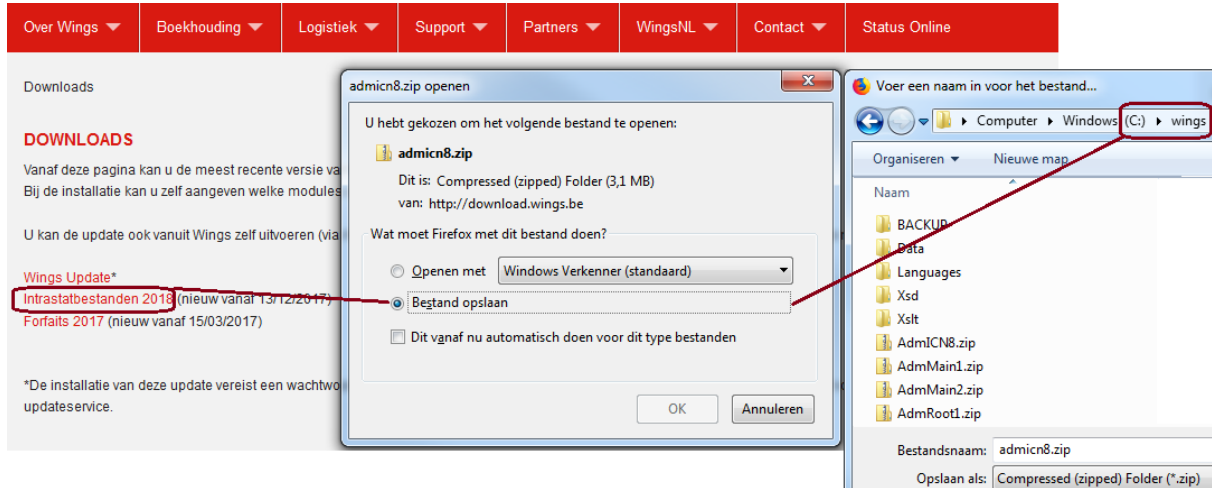 Over Wings Boekhouding Logistiek Support Partners WingsNL Contact Status Online
Downloads
DOWNLOADS
Vanaf deze pagina kan u de meest recente versie va
Bij de installatie kan u zelf aangeven welke modules
U kan de update ook vanuit Wings zelf uitvoeren (via
Wings Update*
Intrastatbestanden 2018 (nieuw vanaf 13/12/2017)
Forfaits 2017 (nieuw vanaf 15/03/2017)
*De installatie van deze update vereist een wachtwo
updateservice.
admicn8.zip openen
U hebt gekozen om het volgende bestand te openen:
admicn8.zip
Dit is: Compressed (zipped) Folder (3,1 MB)
van: http://download.wings.be
Wat moet Firefox met dit bestand doen?
Openen met Windows Verkenner (standaard)
Bestand opslaan
Dit vanaf nu automatisch doen voor dit type bestanden
OK Annuleren
Voer een naam in voor het bestand...
Computer Windows (C:) wings
Organiseren Nieuwe map
Naam
BACKUP
Data
Languages
Xsd
Xslt
AdmICN8.zip
AdmMain1.zip
AdmMain2.zip
AdmRoot1.zip
Bestandsnaam: admicn8.zip
Opslaan als: Compressed (zipped) Folder (*.zip)